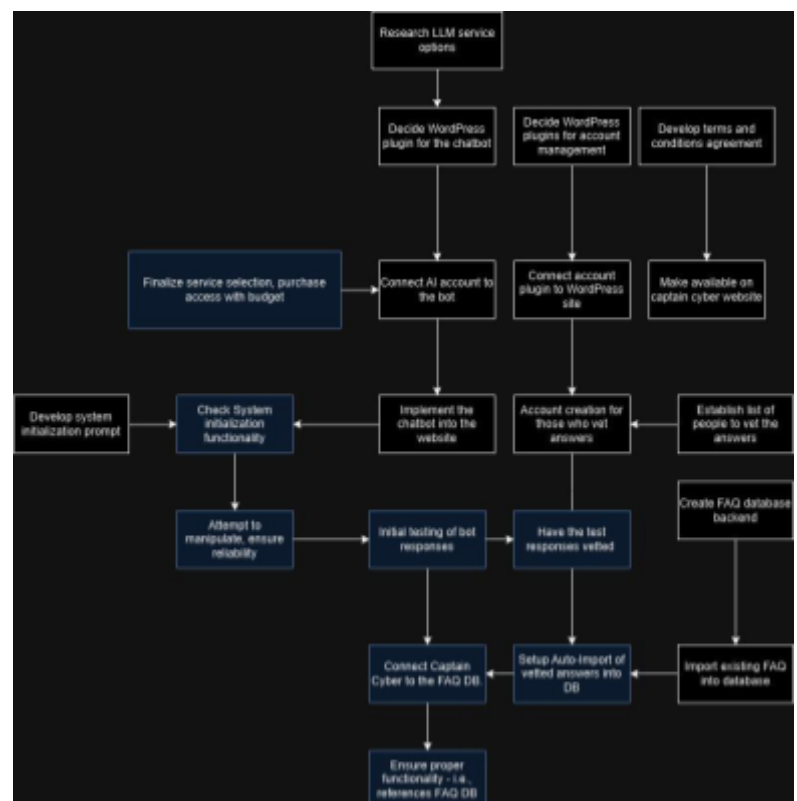 Research LLM service
options
Decide WordPress
plugin for the chatbot
Decide WordPress
plugins for account
management
Develop terms and
conditions agreement
Finalize service selection, purchase
access with budget
Connect AI account to
the bot
Connect account
plugin to WordPress
site
Make available on
captain cyber website
Develop system
initialization prompt
Check System
initialization
functionality
Implement the
chatbot into the
website
Account creation for
those who vet
answers
Establish list of
people to vet the
answers
Create FAQ database
backend
Attempt to
manipulate, ensure
reliability
Initial testing of bot
responses
Have the test
responses vetted
Connect Captain
Cyber to the FAQ DB.
Setup Auto-Import of
vetted answers into
DB
Import existing FAQ
into database
Ensure proper
functionality - i.e.,
references FAQ DB